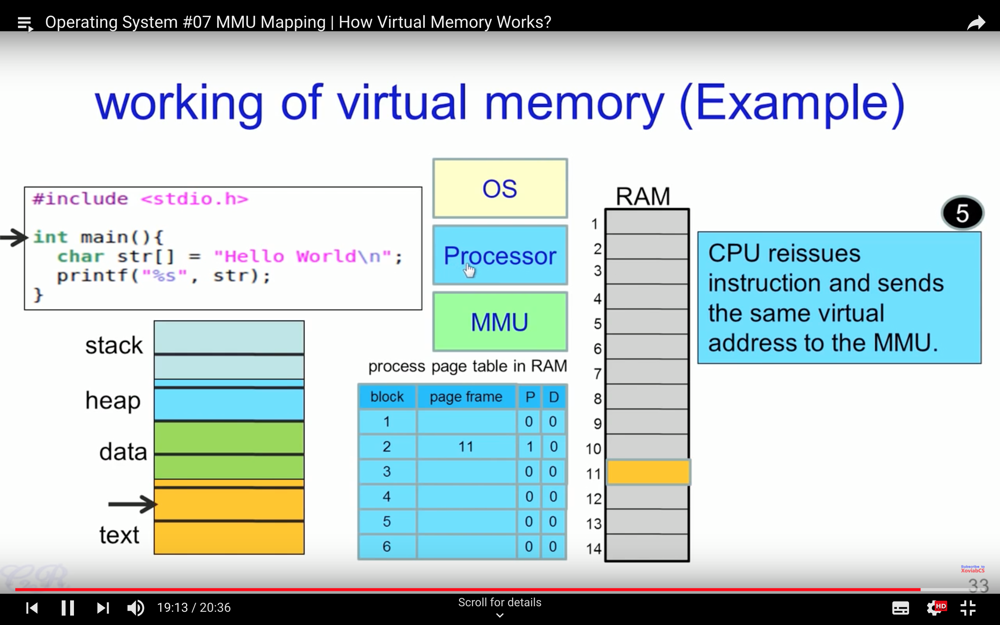 Operating System #07 MMU Mapping | How Virtual Memory Works?
working of virtual memory (Example)
#include <stdio.h>
int main(){
char str[] = "Hello World\n";
printf("%s", str);
}
OS
Processor
MMU
RAM
1
2
3
4
5
6
7
8
9
10
11
12
13
14
5
CPU reissues
instruction and sends
the same virtual
address to the MMU.
stack
heap
data
text
process page table in RAM
block page frame P D
1 0 0
2 11 1 0
3 0 0
4 0 0
5 0 0
6 0 0
Subscribe to
XoviabCS
33
19:13 / 20:36
Scroll for details
HD